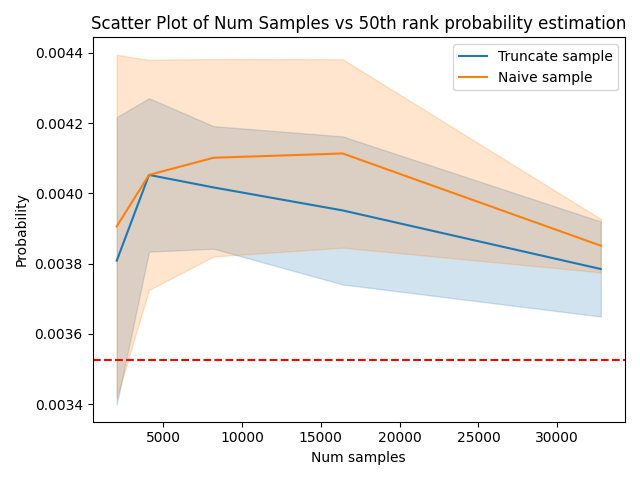 Scatter Plot of Num Samples vs 50th rank probability estimation
Truncate sample
Naive sample
Probability
0.0044
0.0042
0.0040
0.0038
0.0036
0.0034
5000
10000
15000
20000
25000
30000
Num samples